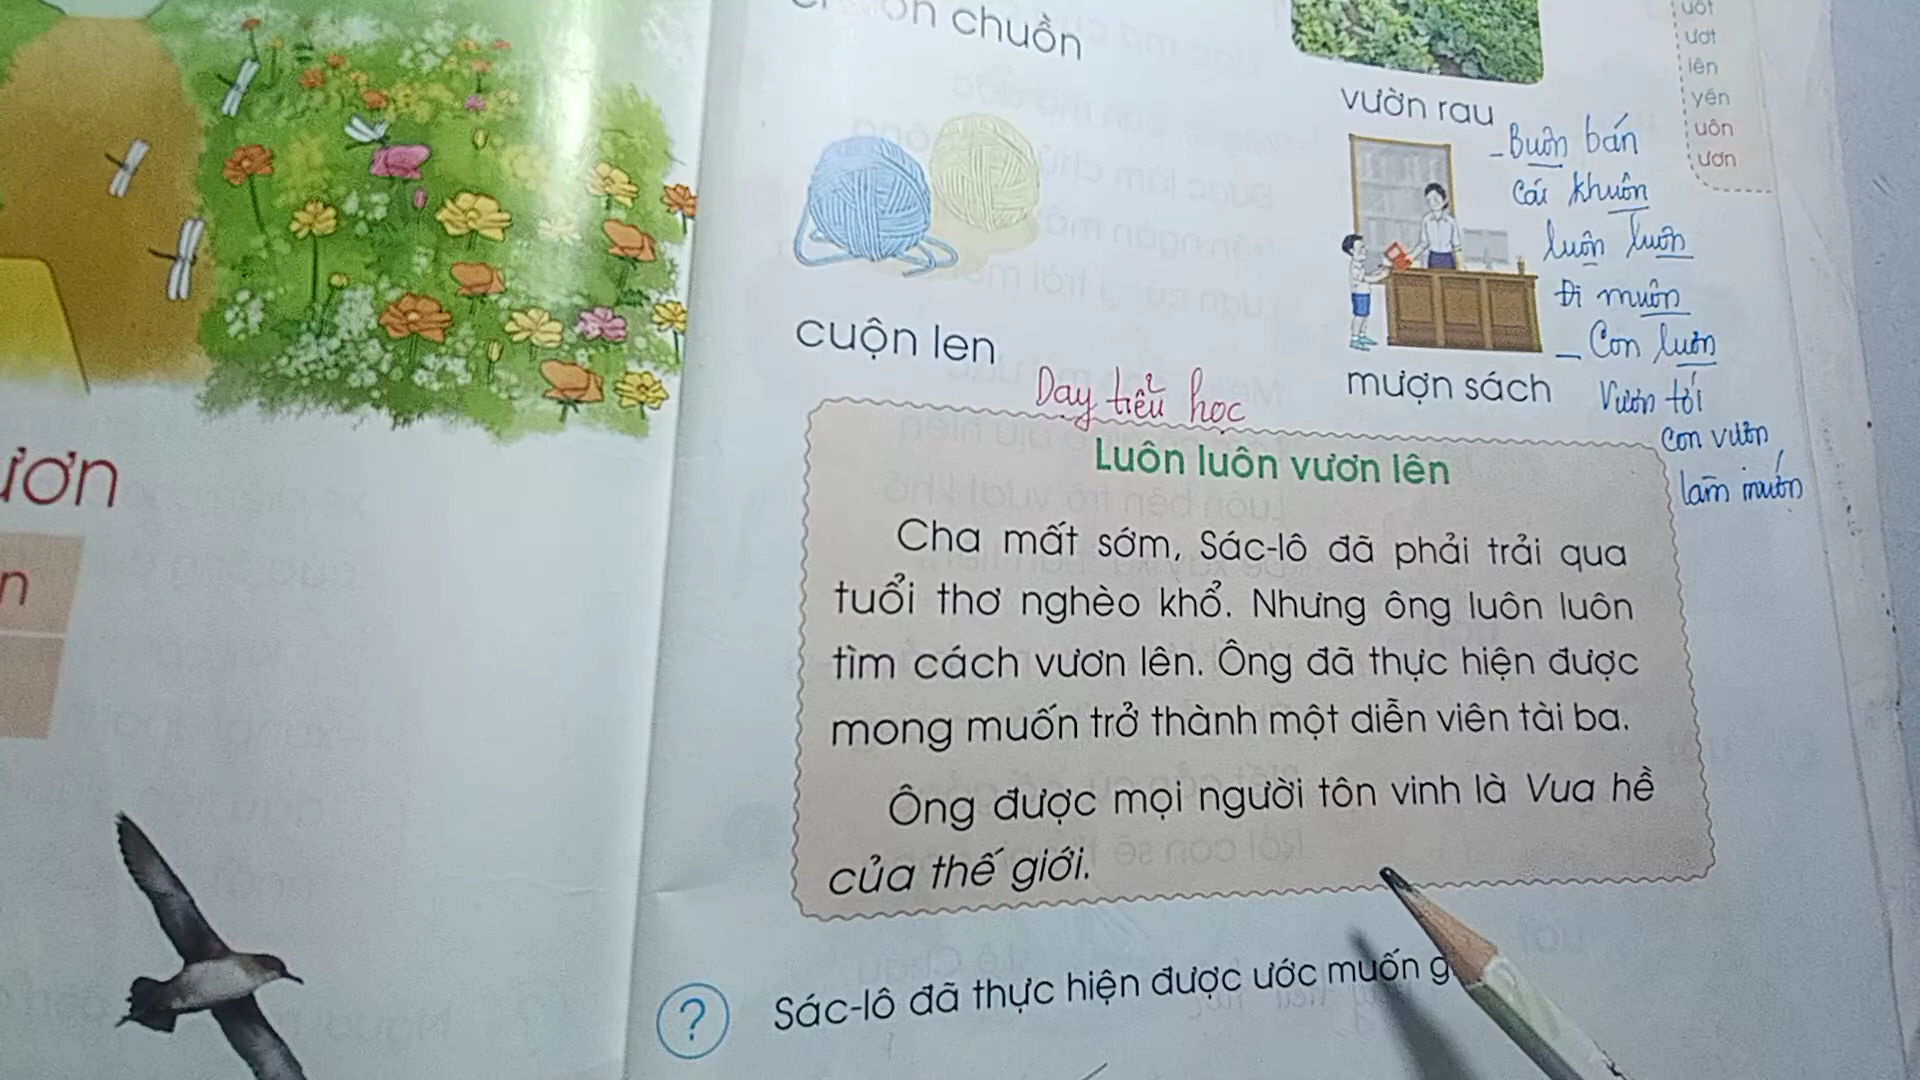 chuồn
uôt
ươt
iên
yên
uôn
ươn
vườn rau
Buôn bán
Cái khuôn
luôn luôn
Đi muôn
Con lươn
Vươn tới
con vươn
làm mướn
cuộn len
mượn sách
Dạy tiểu học
ươn
n
Luôn luôn vươn lên
Cha mất sớm, Sác-lô đã phải trải qua
tuổi thơ nghèo khổ. Nhưng ông luôn luôn
tìm cách vươn lên. Ông đã thực hiện được
mong muốn trở thành một diễn viên tài ba.
Ông được mọi người tôn vinh là Vua hề
của thế giới.
? Sác-lô đã thực hiện được ước muốn g